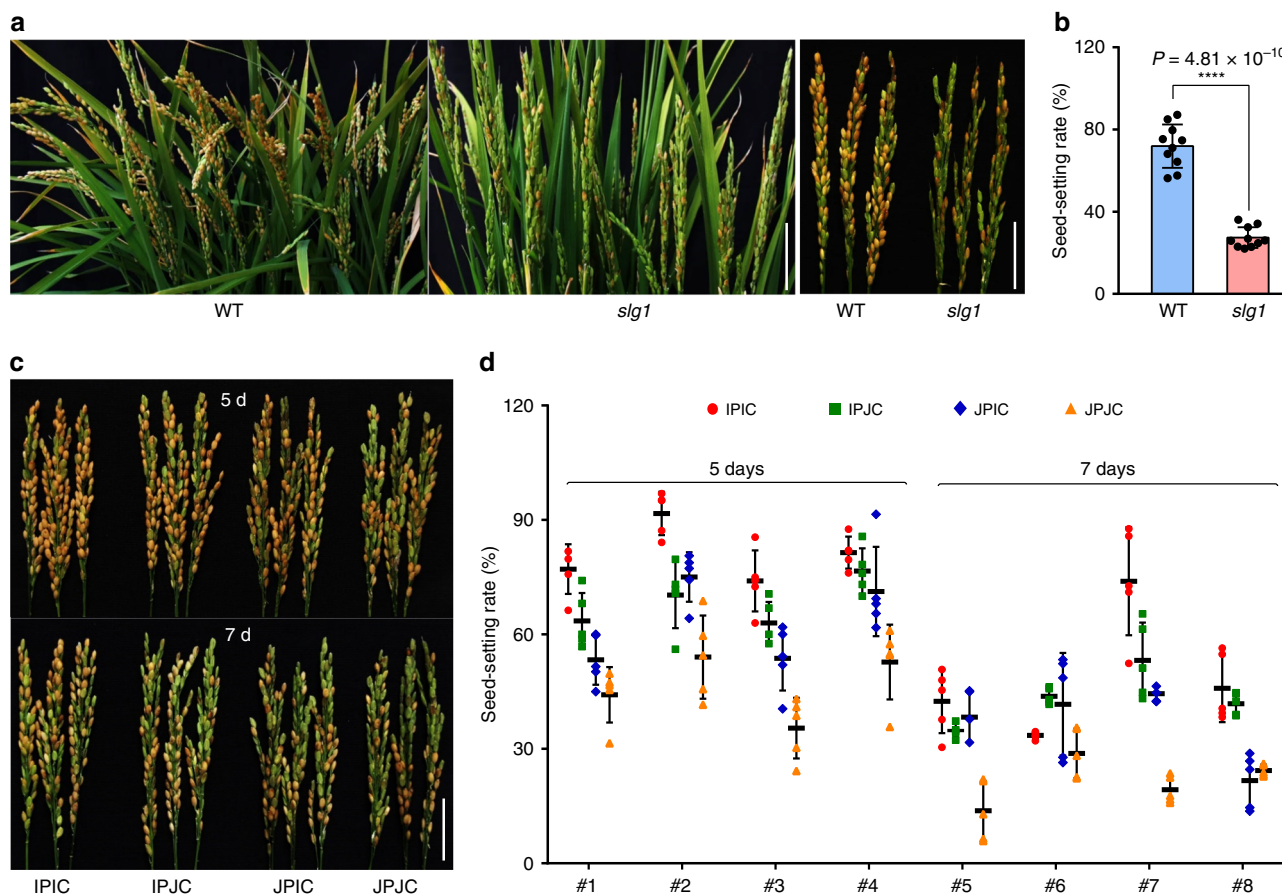 a
WT
slg1
WT
slg1
b
Seed-setting rate (%)
120
80
40
0
P = 4.81 × 10⁻¹⁰
****
WT
slg1
c
5 d
7 d
IPIC
IPJC
JPIC
JPJC
d
Seed-setting rate (%)
120
90
60
30
0
IPIC
IPJC
JPIC
JPJC
5 days
7 days
#1
#2
#3
#4
#5
#6
#7
#8